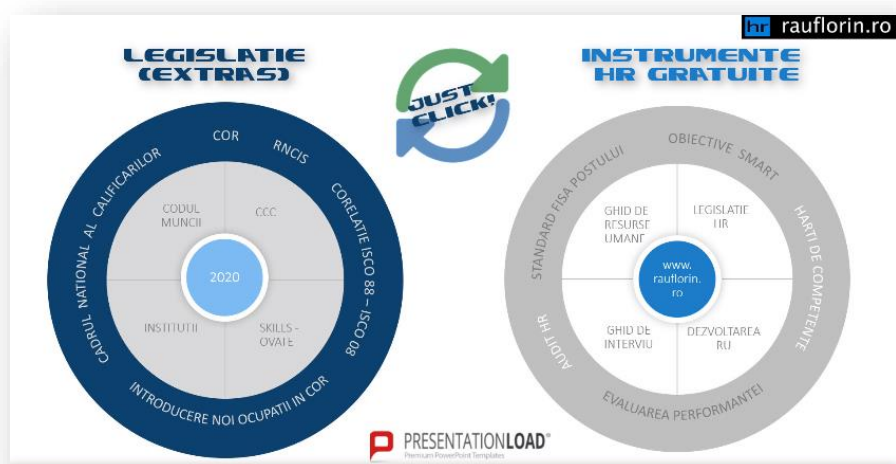 hr rauflorin.ro
LEGISLATIE
(EXTRAS)
JUST
CLICK!
INSTRUMENTE
HR GRATUITE
CADRUL NATIONAL AL CALIFICARILOR
COR
RNCIS
CORELATIE ISCO 88 – ISCO 08
INTRODUCERE NOI OCUPATII IN COR
CODUL
MUNCII
CCC
2020
INSTITUTII
SKILLS -
OVATE
STANDARD FISA POSTULUI
OBIECTIVE SMART
HARTI DE COMPETENTE
EVALUAREA PERFORMANTEI
AUDIT HR
GHID DE
RESURSE
UMANE
LEGISLATIE
HR
www.
rauflorin.
ro
GHID DE
INTERVIU
DEZVOLTAREA
RU
PRESENTATIONLOAD®
Premium PowerPoint Templates